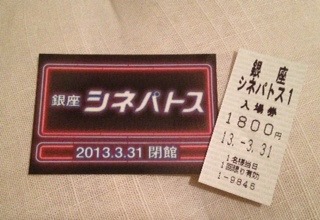 銀座 シネパトス
2013.3.31 閉館
銀座
シネパトス1
入場券
1800円
13.-3.31
1名様当日
1回限り有効
1-9846